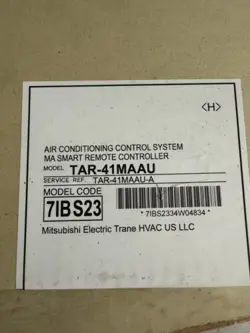 <H>
AIR CONDITIONING CONTROL SYSTEM
MA SMART REMOTE CONTROLLER
MODEL TAR-41MAAU
SERVICE REF. TAR-41MAAU-A
MODEL CODE
7IBS23
* 7IBS2334W04834 *
Mitsubishi Electric Trane HVAC US LLC